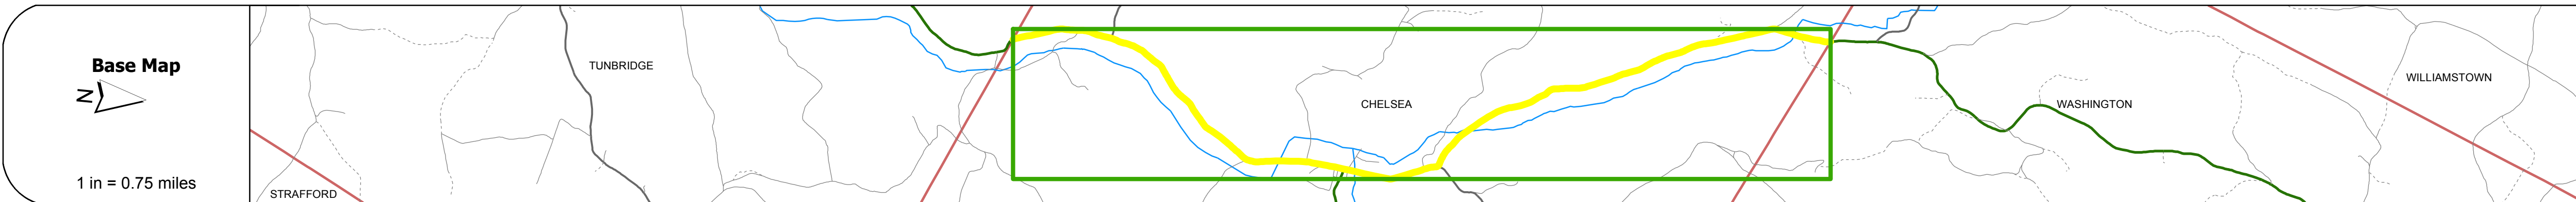 Base Map
N
1 in = 0.75 miles
STRAFFORD
TUNBRIDGE
CHELSEA
WASHINGTON
WILLIAMSTOWN